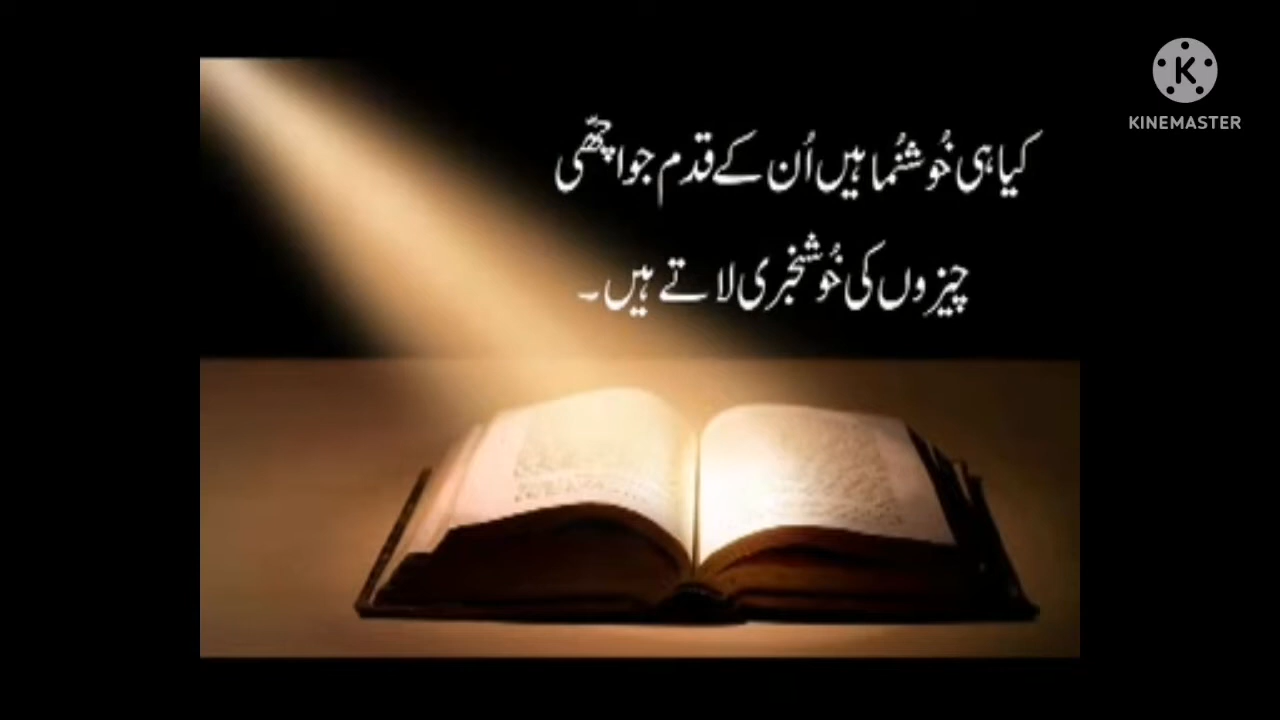 کیا ہی خُوشنُما ہیں اُن کے قدم جو اچھّی
چیزوں کی خُوشخبری لاتے ہیں۔
KINEMASTER